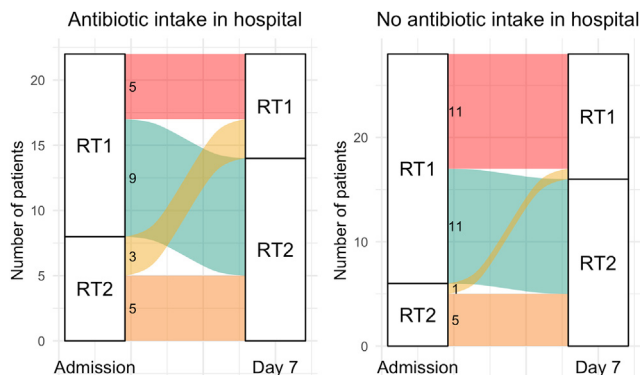 Antibiotic intake in hospital
Number of patients
20
15
10
5
0
RT1
RT2
5
9
3
5
RT1
RT2
Admission
Day 7
No antibiotic intake in hospital
Number of patients
20
10
0
RT1
RT2
11
11
1
5
RT1
RT2
Admission
Day 7